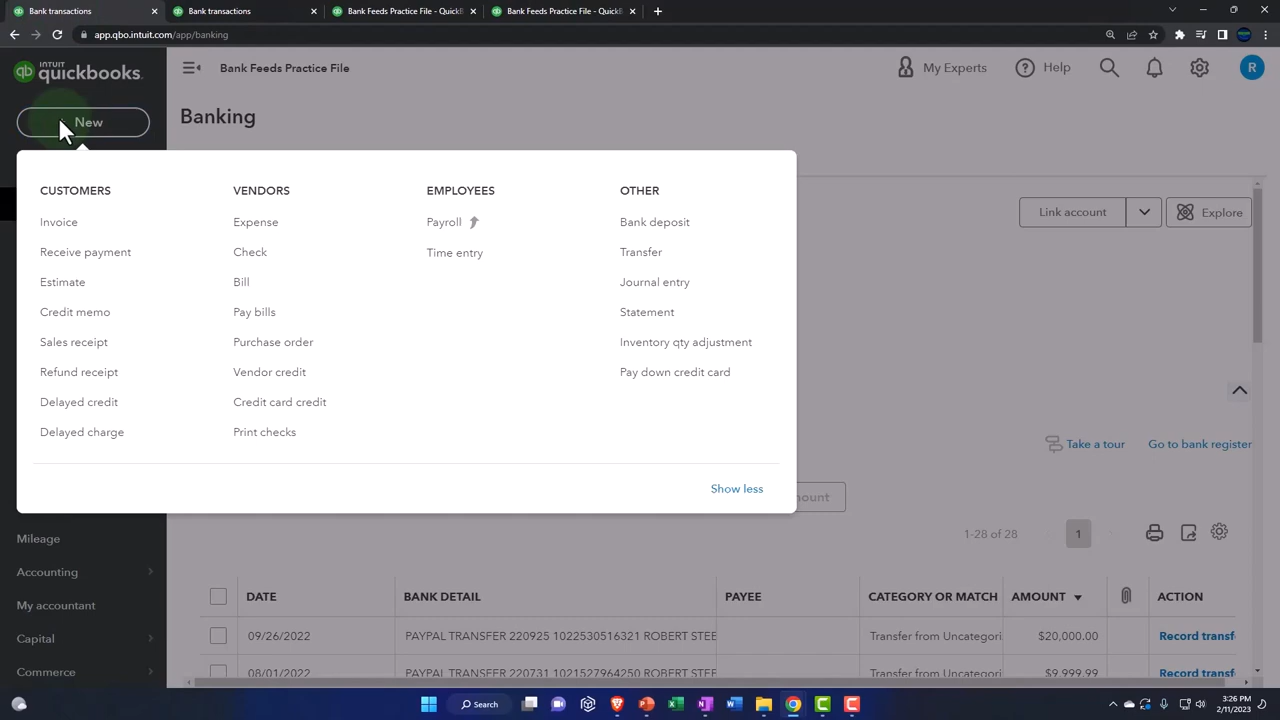 Bank transactions
Bank transactions
Bank Feeds Practice File - QuickB
Bank Feeds Practice File - QuickB
app.qbo.intuit.com/app/banking
INTUIT
quickbooks.
Bank Feeds Practice File
My Experts
Help
R
New
Banking
CUSTOMERS
Invoice
Receive payment
Estimate
Credit memo
Sales receipt
Refund receipt
Delayed credit
Delayed charge
VENDORS
Expense
Check
Bill
Pay bills
Purchase order
Vendor credit
Credit card credit
Print checks
EMPLOYEES
Payroll
Time entry
OTHER
Bank deposit
Transfer
Journal entry
Statement
Inventory qty adjustment
Pay down credit card
Show less
Link account
Explore
Take a tour
Go to bank register
ount
1-28 of 28
1
Mileage
Accounting
My accountant
Capital
Commerce
DATE BANK DETAIL PAYEE CATEGORY OR MATCH AMOUNT ACTION
09/26/2022 PAYPAL TRANSFER 220925 1022530516321 ROBERT STEE Transfer from Uncategori $20,000.00 Record transf
08/01/2022 PAYPAL TRANSFER 220731 1021527964250 ROBERT STEE Transfer from Uncategori $9,999.99 Record transf
Search
3:26 PM
2/11/2023